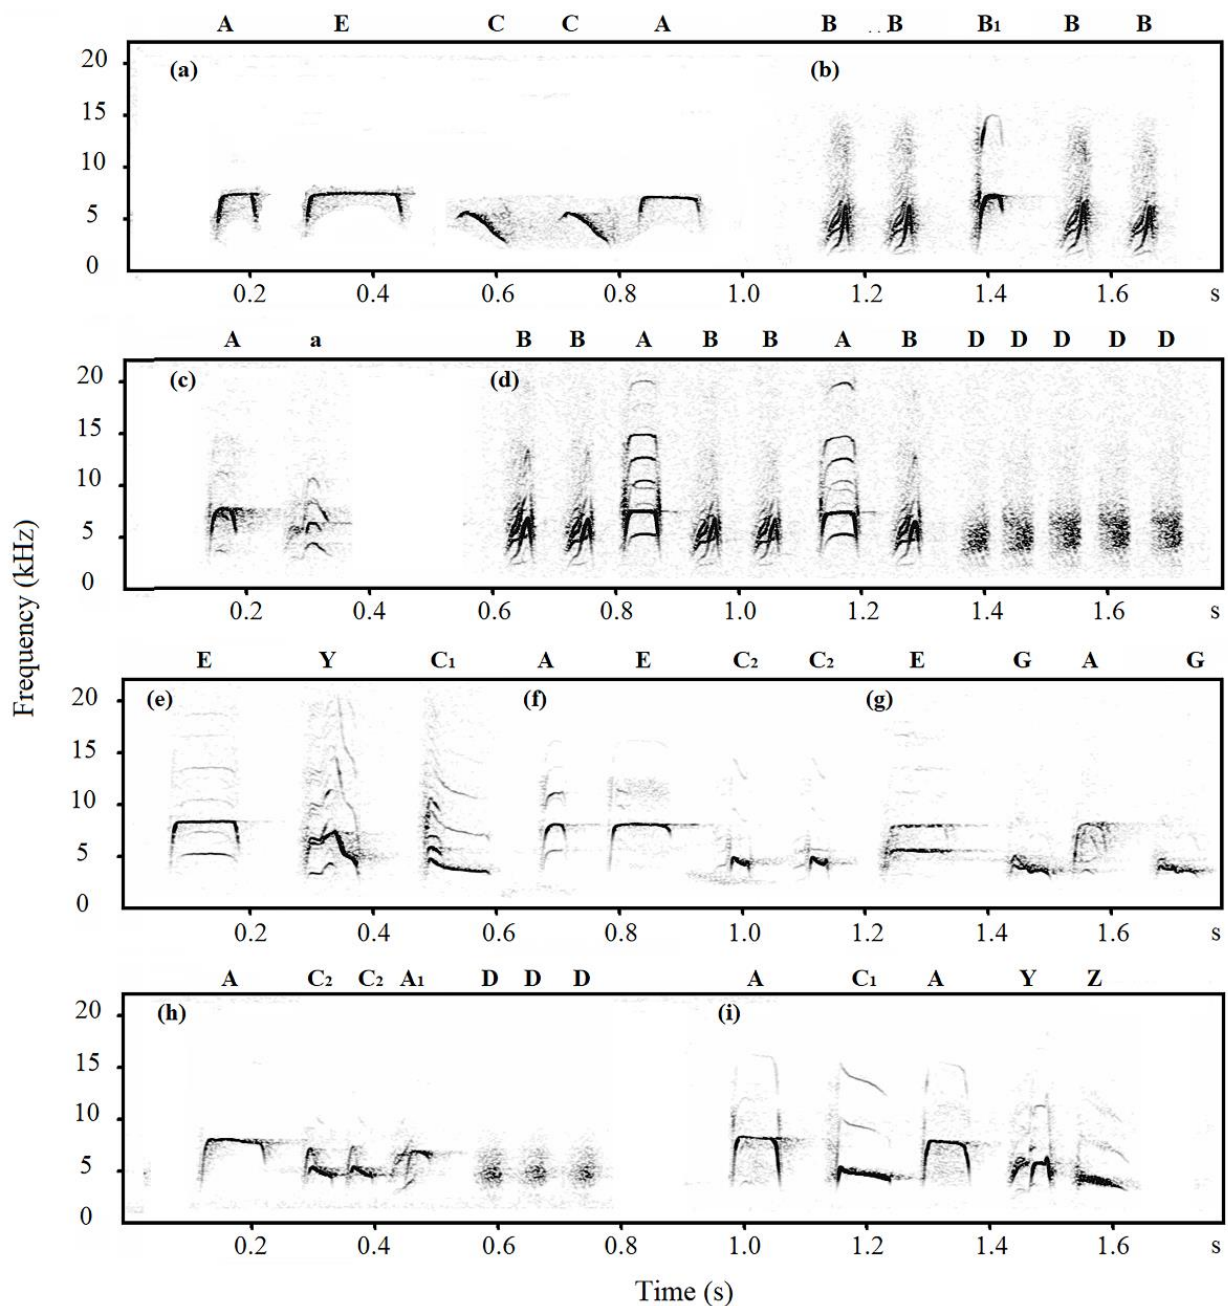 A E C C A B B B1 B B
(a) (b)
20
15
10
5
0
0.2 0.4 0.6 0.8 1.0 1.2 1.4 1.6 s
A a B B A B B A B D D D D D
(c) (d)
20
15
10
5
0
0.2 0.4 0.6 0.8 1.0 1.2 1.4 1.6 s
Frequency (kHz)
E Y C1 A E C2 C2 E G A G
(e) (f) (g)
20
15
10
5
0
0.2 0.4 0.6 0.8 1.0 1.2 1.4 1.6 s
A C2 C2 A1 D D D A C1 A Y Z
(h) (i)
20
15
10
5
0
0.2 0.4 0.6 0.8 1.0 1.2 1.4 1.6 s
Time (s)